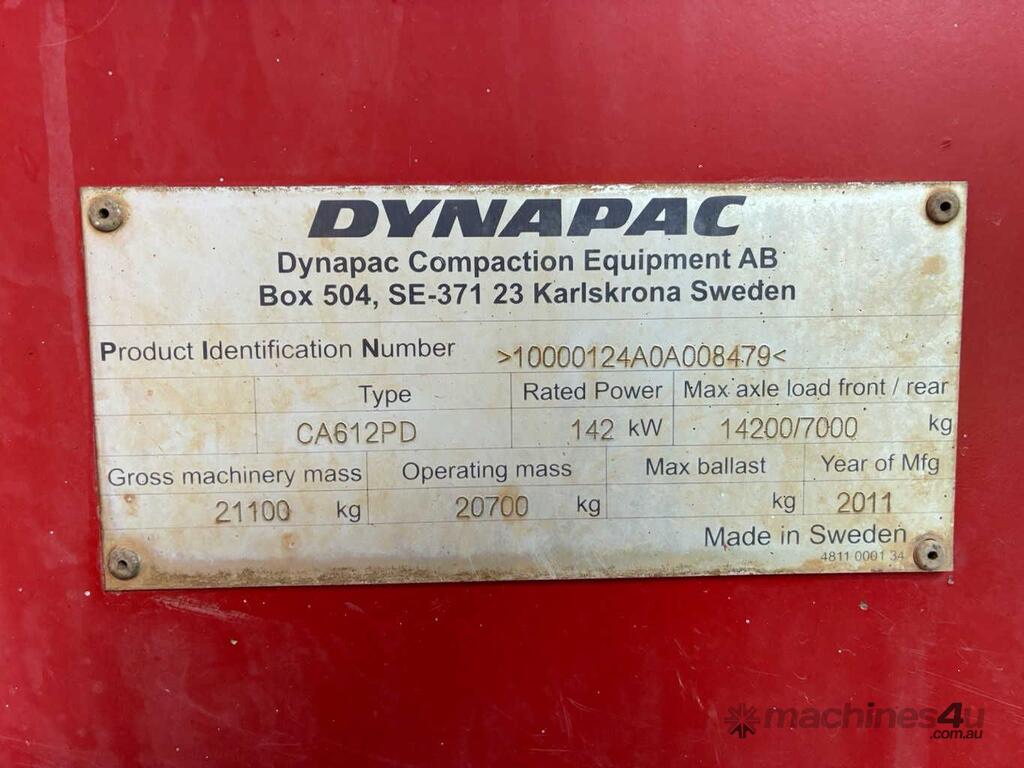 DYNAPAC
Dynapac Compaction Equipment AB
Box 504, SE-371 23 Karlskrona Sweden
Product Identification Number >10000124A0A008479<
Type Rated Power Max axle load front / rear
CA612PD 142 kW 14200/7000 kg
Gross machinery mass Operating mass Max ballast Year of Mfg
21100 kg 20700 kg kg 2011
Made in Sweden
4811 0001 34
machines4u
.com.au